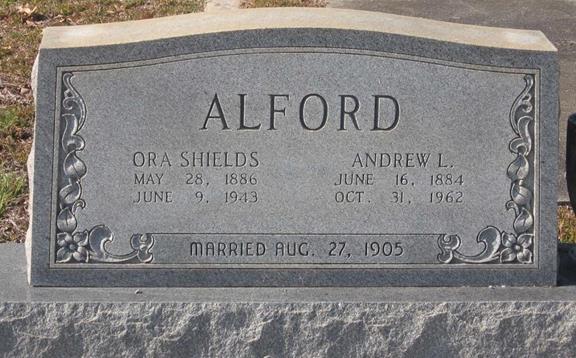 ALFORD
ORA SHIELDS
MAY 28, 1886
JUNE 9, 1943
ANDREW L.
JUNE 16, 1884
OCT. 31, 1962
MARRIED AUG. 27, 1905